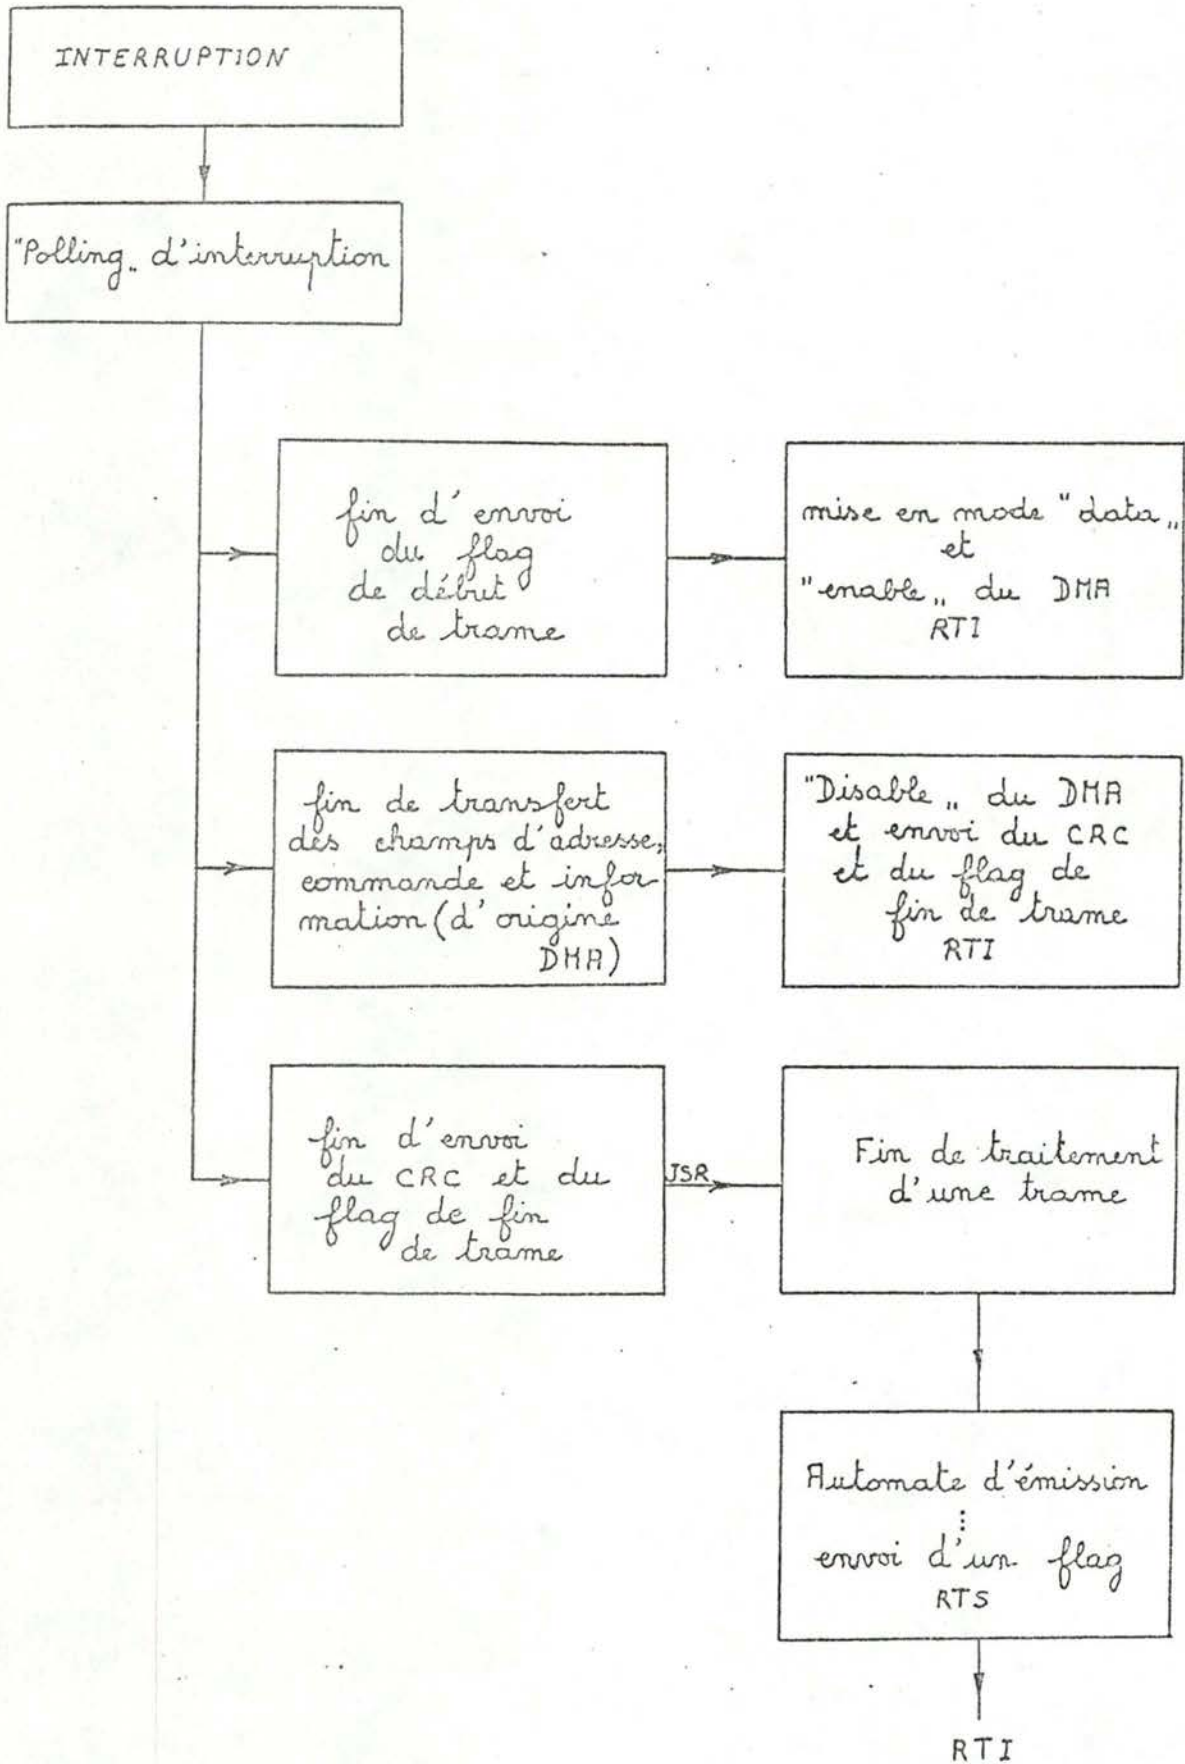 INTERRUPTION
"Polling„ d'interruption
fin d'envoi
du flag
de début
de trame
mise en mode "data„
et
"enable„ du DMA
RTI
fin de transfert
des champs d'adresse,
commande et infor
mation (d'origine
DMA)
"Disable„ du DMA
et envoi du CRC
et du flag de
fin de trame
RTI
fin d'envoi
du CRC et du
flag de fin
de trame
JSR
Fin de traitement
d'une trame
Automate d'émission
envoi d'un flag
RTS
RTI